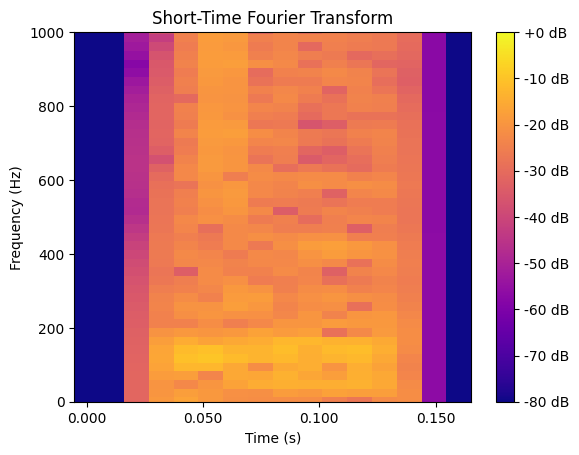 Short-Time Fourier Transform
1000
800
600
400
200
0
Frequency (Hz)
0.000
0.050
0.100
0.150
Time (s)
+0 dB
-10 dB
-20 dB
-30 dB
-40 dB
-50 dB
-60 dB
-70 dB
-80 dB